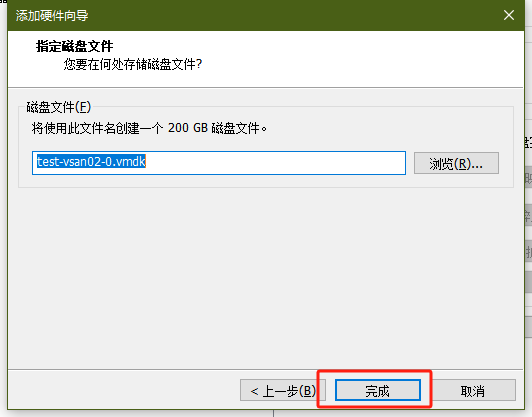 添加硬件向导
指定磁盘文件
您要在何处存储磁盘文件?
磁盘文件(F)
将使用此文件名创建一个 200 GB 磁盘文件。
test-vsan02-0.vmdk
浏览(R)...
< 上一步(B)
完成
取消